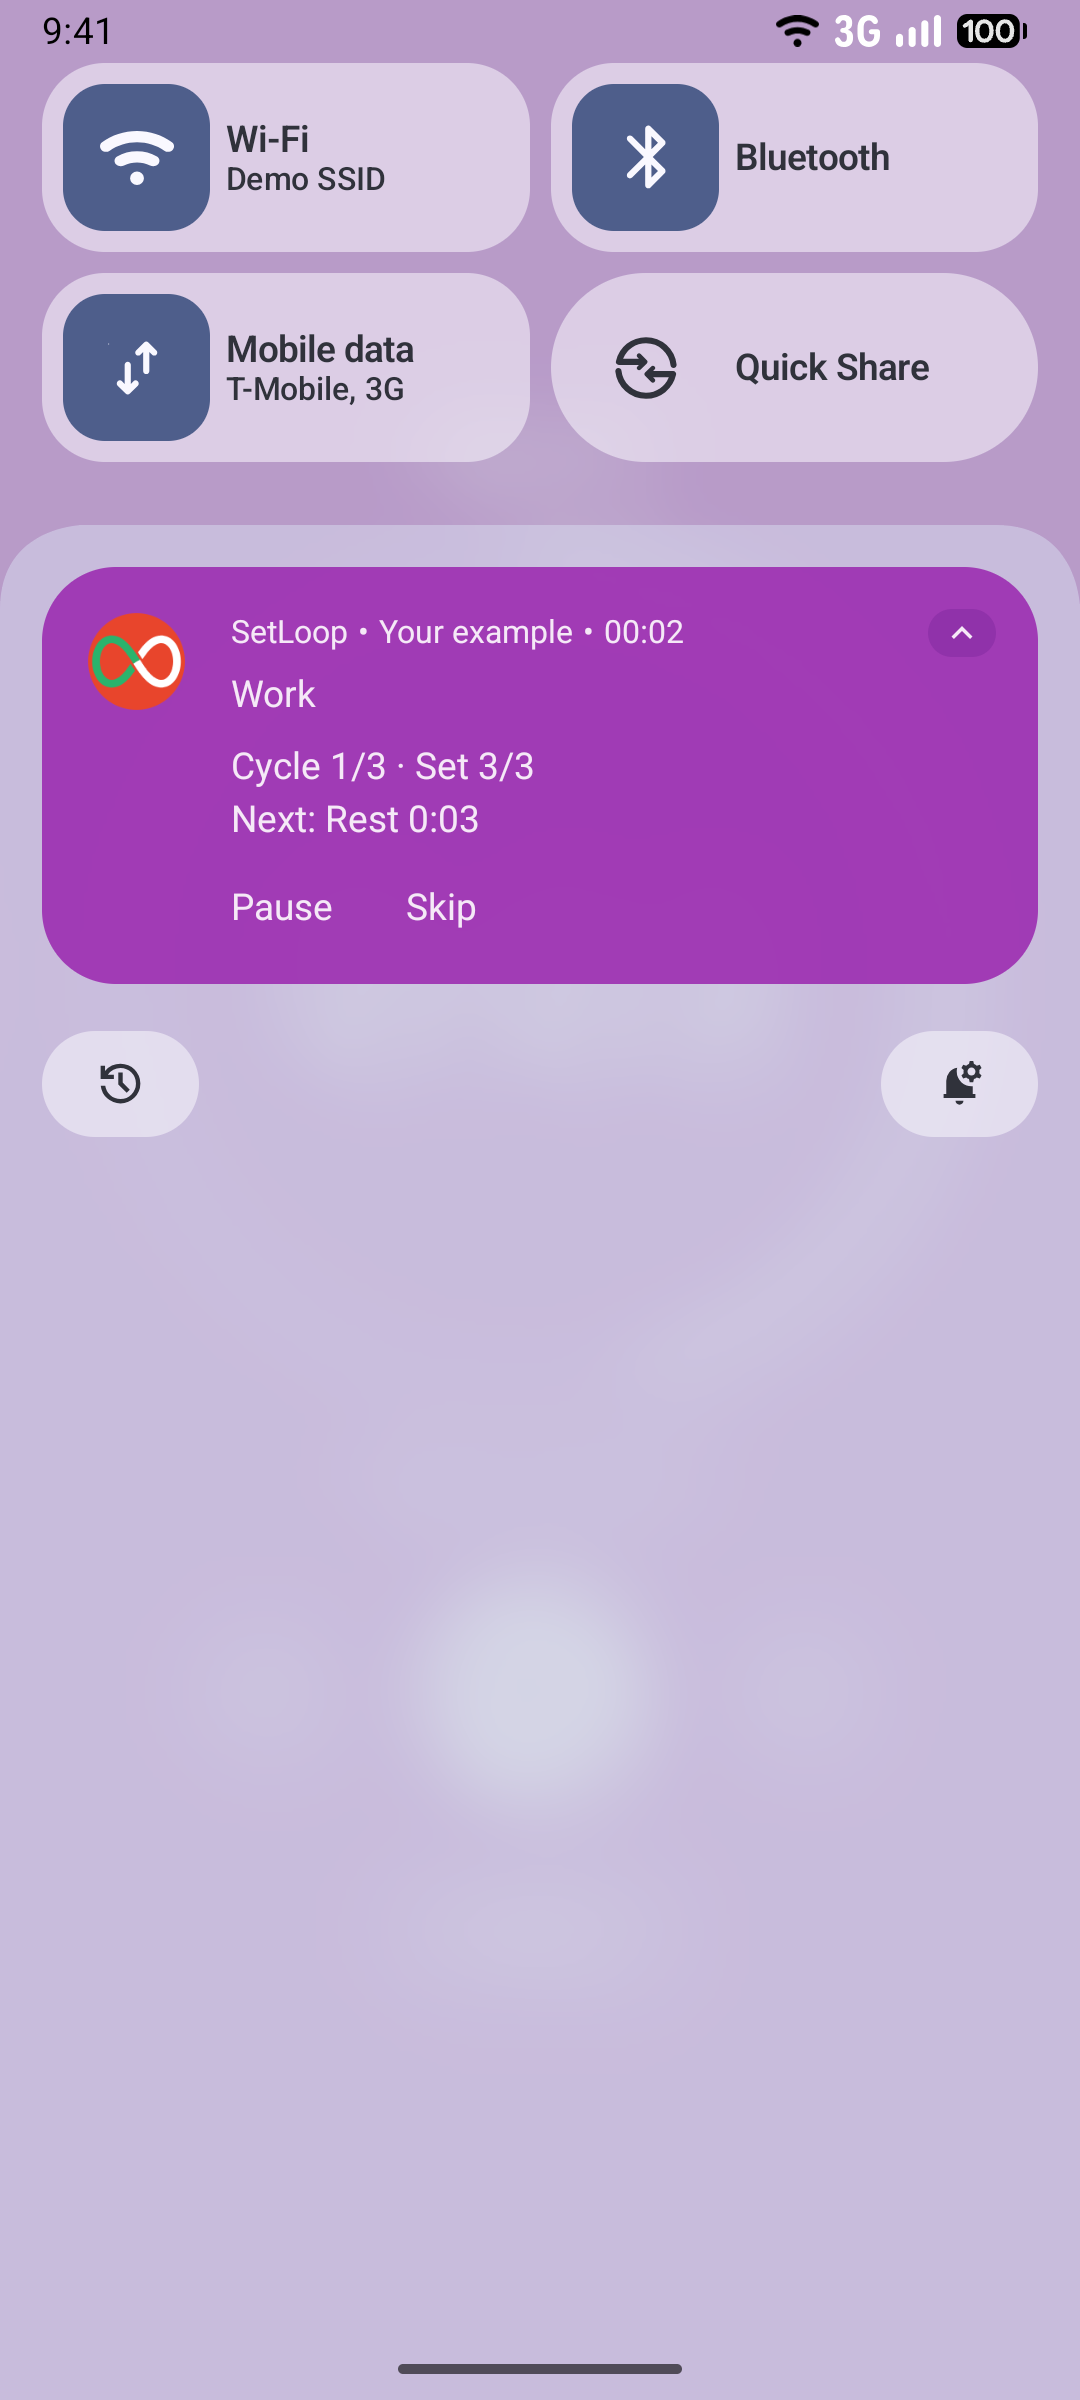 9:41
3G
100
Wi-Fi
Demo SSID
Bluetooth
Mobile data
T-Mobile, 3G
Quick Share
SetLoop • Your example • 00:02
Work
Cycle 1/3 · Set 3/3
Next: Rest 0:03
Pause
Skip